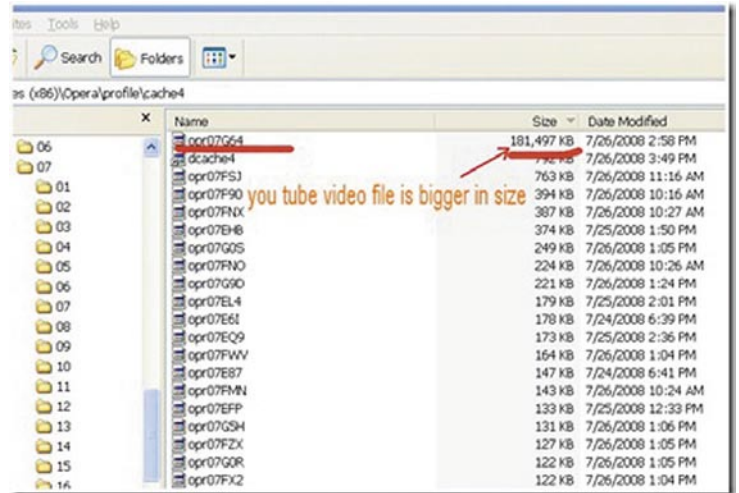 Tools Help
Search Folders
es (x86)\Opera\profile\cache4
x Name Size Date Modified
06 opr07G64 181,497 KB 7/26/2008 2:58 PM
07 dcache4 792 KB 7/26/2008 3:49 PM
01 opr07FSJ 763 KB 7/26/2008 11:16 AM
opr07F90 394 KB 7/26/2008 10:16 AM
you tube video file is bigger in size
02 opr07FNX 387 KB 7/26/2008 10:27 AM
03 opr07EHB 374 KB 7/25/2008 1:50 PM
04 opr07G0S 249 KB 7/26/2008 1:05 PM
05 opr07FNO 224 KB 7/26/2008 10:26 AM
06 opr07G9D 221 KB 7/26/2008 1:24 PM
07 opr07EL4 179 KB 7/25/2008 2:01 PM
08 opr07E6I 178 KB 7/24/2008 6:39 PM
09 opr07EQ9 173 KB 7/25/2008 2:36 PM
10 opr07FWV 164 KB 7/26/2008 1:04 PM
11 opr07E87 147 KB 7/24/2008 6:41 PM
12 opr07FMN 143 KB 7/26/2008 10:24 AM
opr07EFP 133 KB 7/25/2008 12:33 PM
13 opr07G5H 131 KB 7/26/2008 1:06 PM
14 opr07FZX 127 KB 7/26/2008 1:05 PM
15 opr07G0R 122 KB 7/26/2008 1:05 PM
16 opr07FX2 122 KB 7/26/2008 1:04 PM